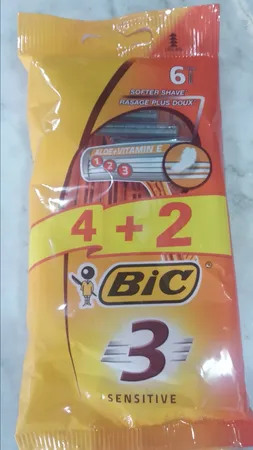 6
SOFTER SHAVE
RASAGE PLUS DOUX
ALOE+VITAMIN E
1 2 3
4+2
BiC
3
SENSITIVE